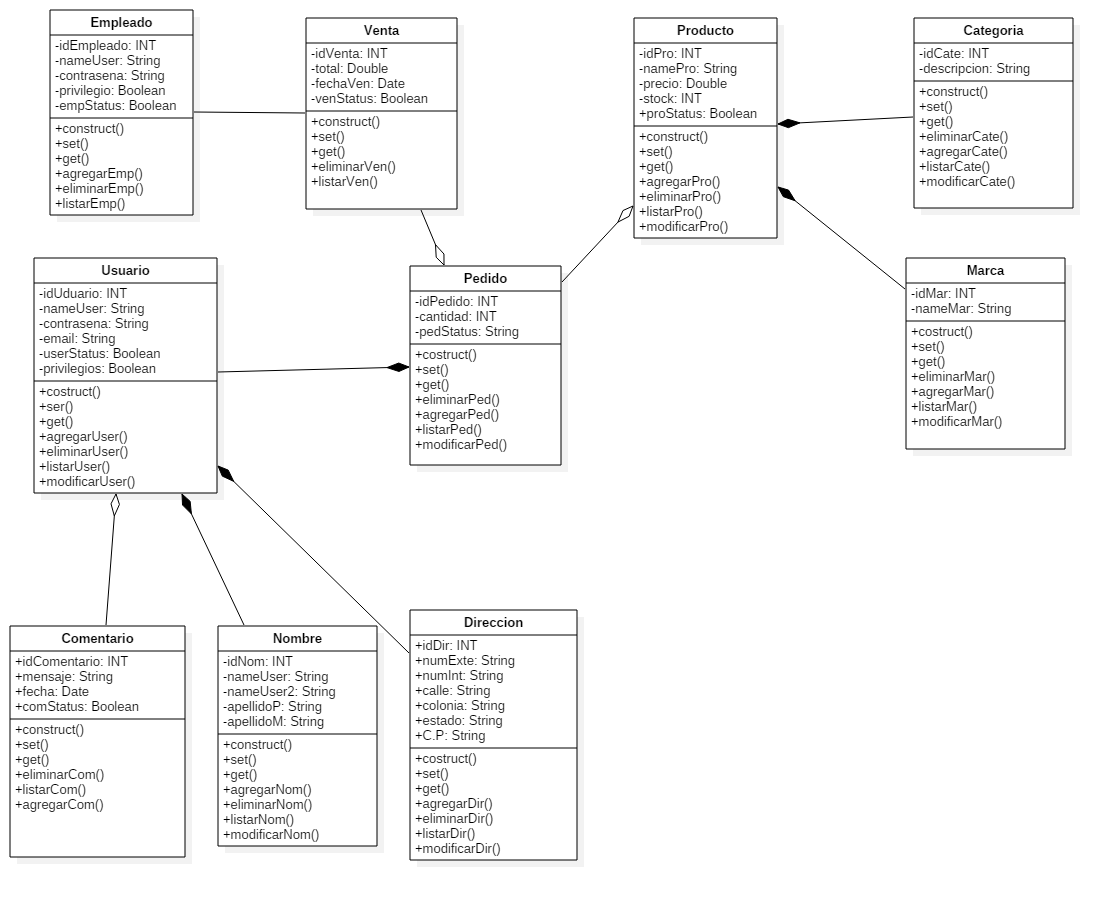 Empleado
-idEmpleado: INT
-nameUser: String
-contrasena: String
-privilegio: Boolean
-empStatus: Boolean
+construct()
+set()
+get()
+agregarEmp()
+eliminarEmp()
+listarEmp()
Venta
-idVenta: INT
-total: Double
-fechaVen: Date
-venStatus: Boolean
+construct()
+set()
+get()
+eliminarVen()
+listarVen()
Producto
-idPro: INT
-namePro: String
-precio: Double
-stock: INT
+proStatus: Boolean
+construct()
+set()
+get()
+agregarPro()
+eliminarPro()
+listarPro()
+modificarPro()
Categoria
-idCate: INT
-descripcion: String
+construct()
+set()
+get()
+eliminarCate()
+agregarCate()
+listarCate()
+modificarCate()
Usuario
-idUduario: INT
-nameUser: String
-contrasena: String
-email: String
-userStatus: Boolean
-privilegios: Boolean
+costruct()
+ser()
+get()
+agregarUser()
+eliminarUser()
+listarUser()
+modificarUser()
Pedido
-idPedido: INT
-cantidad: INT
-pedStatus: String
+costruct()
+set()
+get()
+eliminarPed()
+agregarPed()
+listarPed()
+modificarPed()
Marca
-idMar: INT
-nameMar: String
+costruct()
+set()
+get()
+eliminarMar()
+agregarMar()
+listarMar()
+modificarMar()
Comentario
+idComentario: INT
+mensaje: String
+fecha: Date
+comStatus: Boolean
+construct()
+set()
+get()
+eliminarCom()
+listarCom()
+agregarCom()
Nombre
-idNom: INT
-nameUser: String
-nameUser2: String
-apellidoP: String
-apellidoM: String
+construct()
+set()
+get()
+agregarNom()
+eliminarNom()
+listarNom()
+modificarNom()
Direccion
+idDir: INT
+numExte: String
+numInt: String
+calle: String
+colonia: String
+estado: String
+C.P: String
+costruct()
+set()
+get()
+agregarDir()
+eliminarDir()
+listarDir()
+modificarDir()